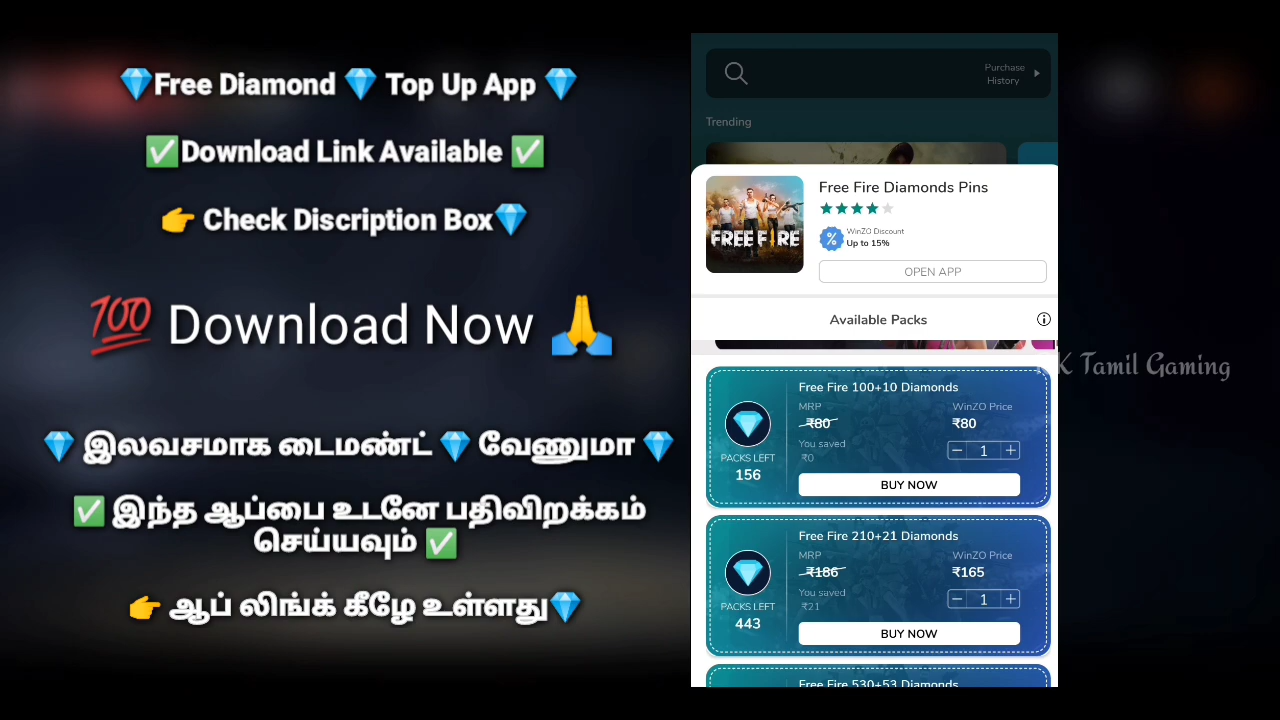 💎Free Diamond 💎 Top Up App 💎
✅Download Link Available ✅
👉 Check Discription Box💎
💯 Download Now 🙏
💎 இலவசமாக டைமண்ட் 💎 வேணுமா 💎
✅ இந்த ஆப்பை உடனே பதிவிறக்கம்
செய்யவும் ✅
👉 ஆப் லிங்க் கீழே உள்ளது💎
Purchase
History
Trending
Free Fire Diamonds Pins
WinZO Discount
Up to 15%
FREE FIRE
OPEN APP
Available Packs
K Tamil Gaming
Free Fire 100+10 Diamonds
MRP WinZO Price
₹80 ₹80
You saved
₹0
- 1 +
PACKS LEFT
156
BUY NOW
Free Fire 210+21 Diamonds
MRP WinZO Price
₹186 ₹165
You saved
₹21
- 1 +
PACKS LEFT
443
BUY NOW
Free Fire 530+53 Diamonds